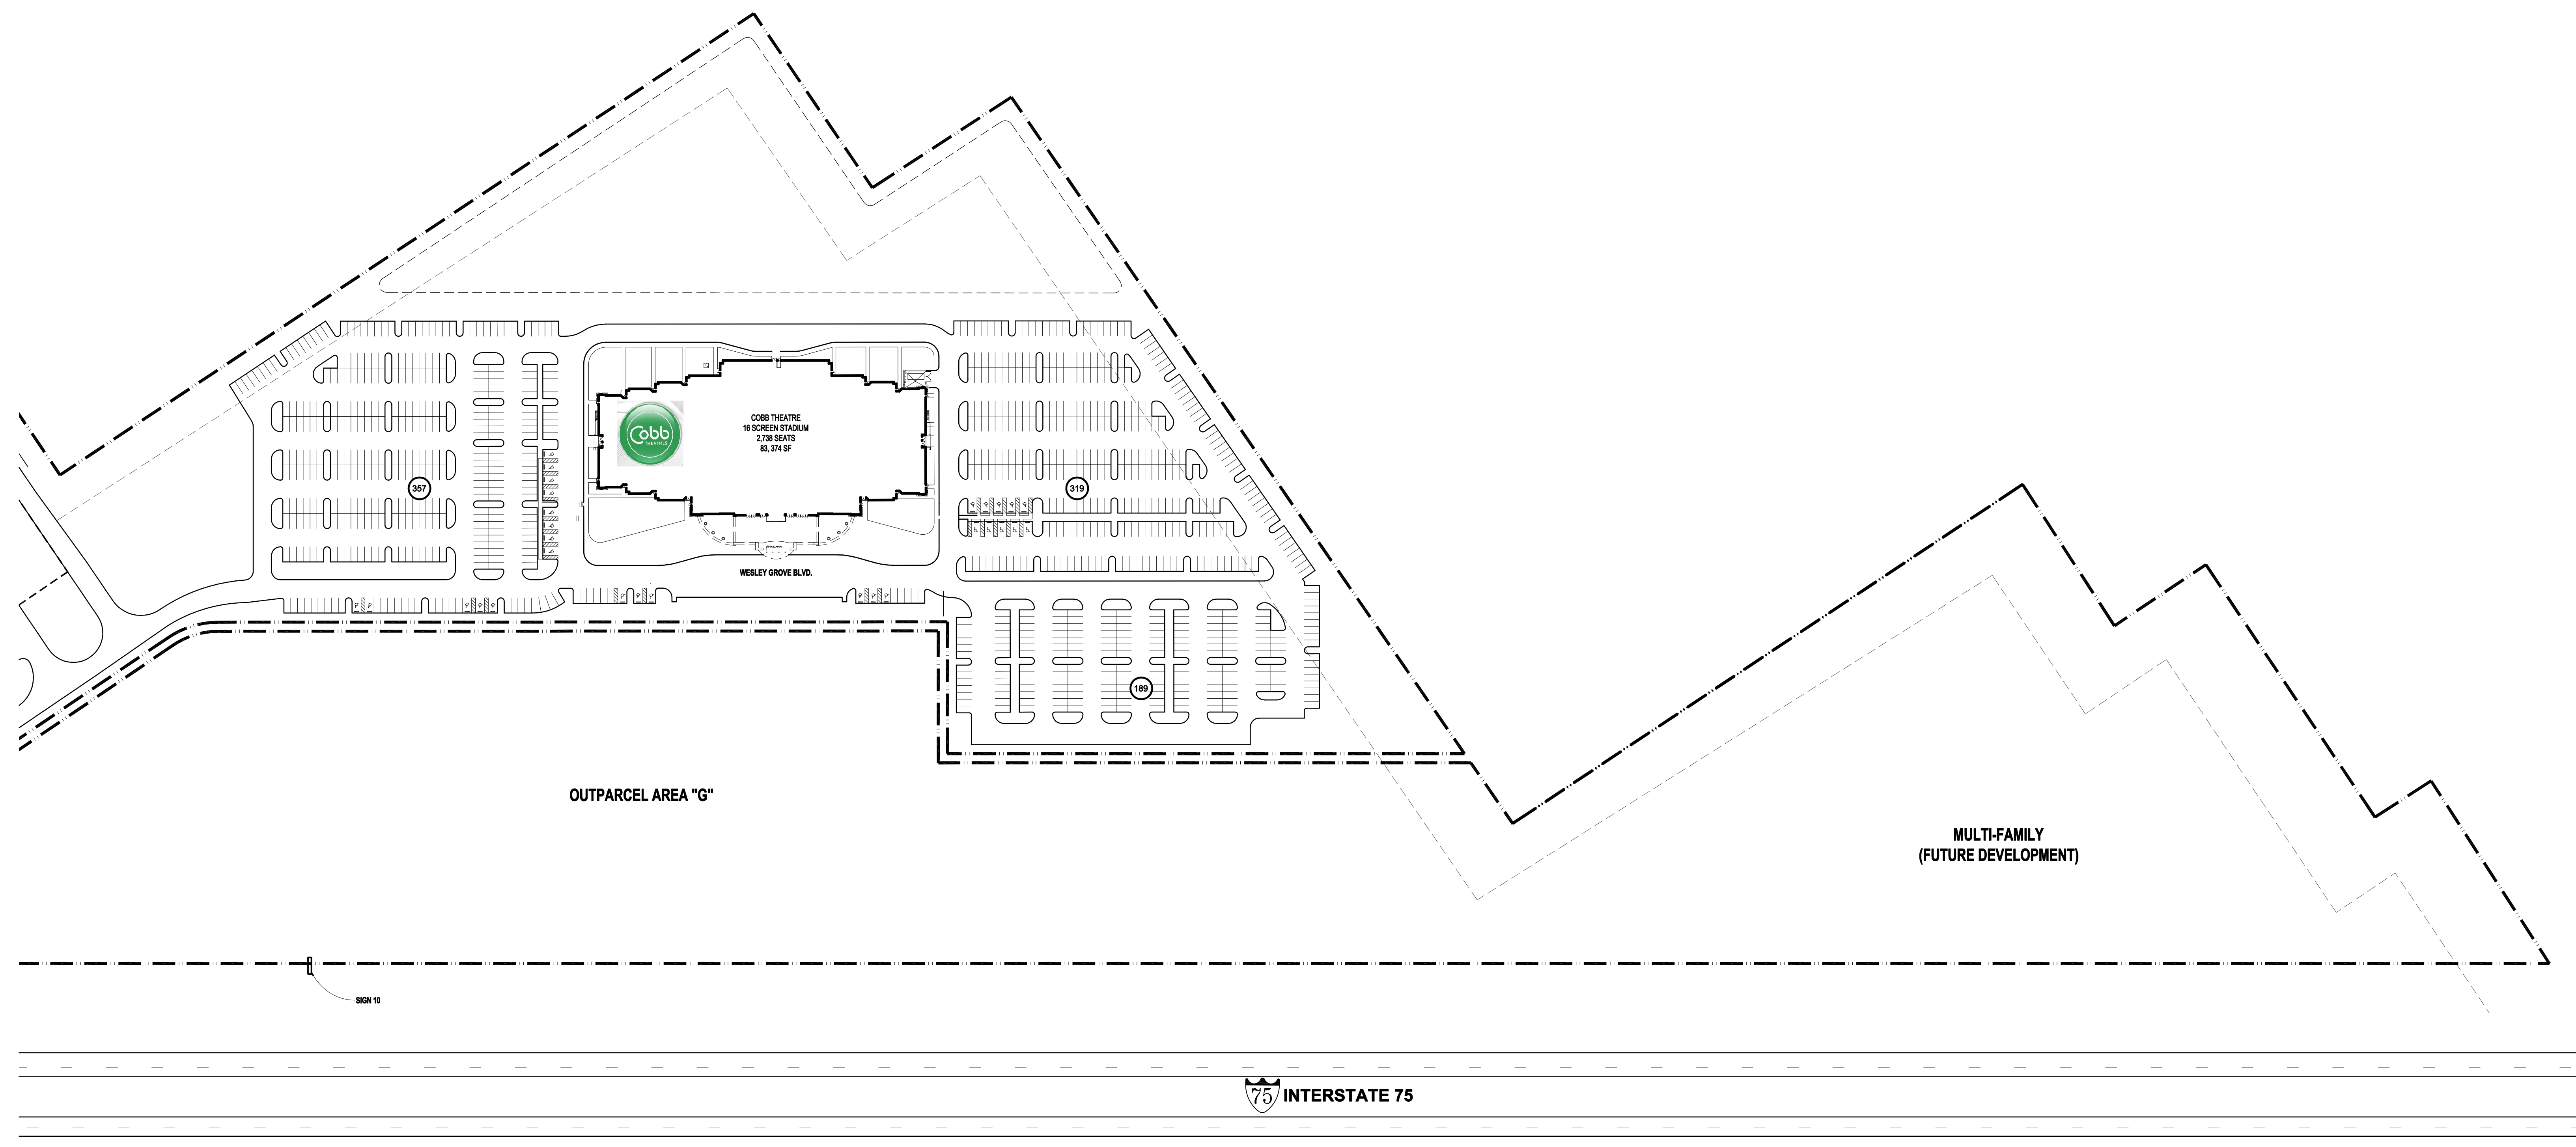 Cobb
THEATRES
COBB THEATRE
16 SCREEN STADIUM
2,738 SEATS
83, 374 SF
357
319
WESLEY GROVE BLVD.
189
OUTPARCEL AREA "G"
MULTI-FAMILY
(FUTURE DEVELOPMENT)
SIGN 10
75 INTERSTATE 75